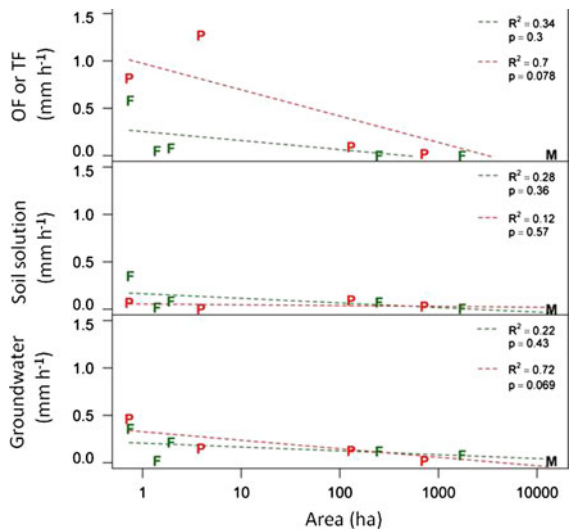 OF or TF
(mm h⁻¹)
1.5
1.0
0.5
0.0
R² = 0.34
p = 0.3
R² = 0.7
p = 0.078
P
P
F
F
F
P
F
P
F
M
Soil solution
(mm h⁻¹)
1.5
1.0
0.5
0.0
R² = 0.28
p = 0.36
R² = 0.12
p = 0.57
F
P
F
F
P
P
F
P
F
M
Groundwater
(mm h⁻¹)
1.5
1.0
0.5
0.0
R² = 0.22
p = 0.43
R² = 0.72
p = 0.069
P
F
F
F
P
P
F
P
F
M
1 10 100 1000 10000
Area (ha)